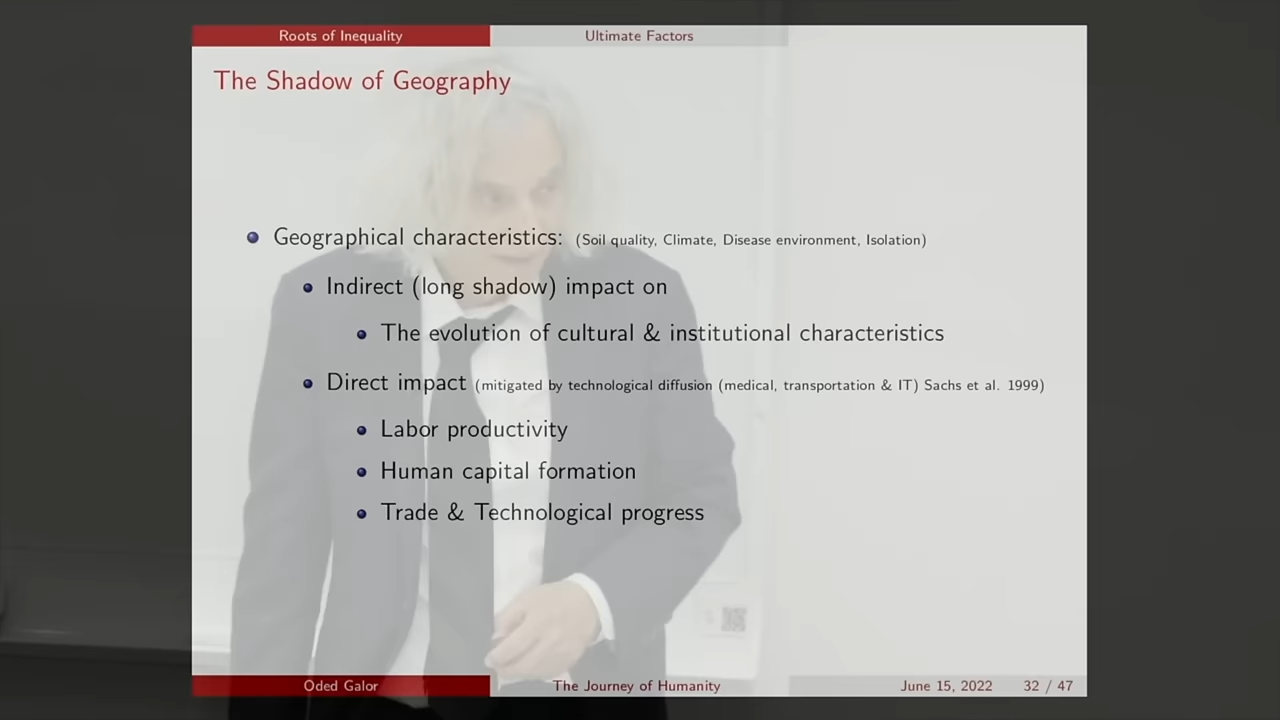 Roots of Inequality
Ultimate Factors
The Shadow of Geography
Geographical characteristics: (Soil quality, Climate, Disease environment, Isolation)
Indirect (long shadow) impact on
The evolution of cultural & institutional characteristics
Direct impact (mitigated by technological diffusion (medical, transportation & IT) Sachs et al. 1999)
Labor productivity
Human capital formation
Trade & Technological progress
Oded Galor
The Journey of Humanity
June 15, 2022 32 / 47